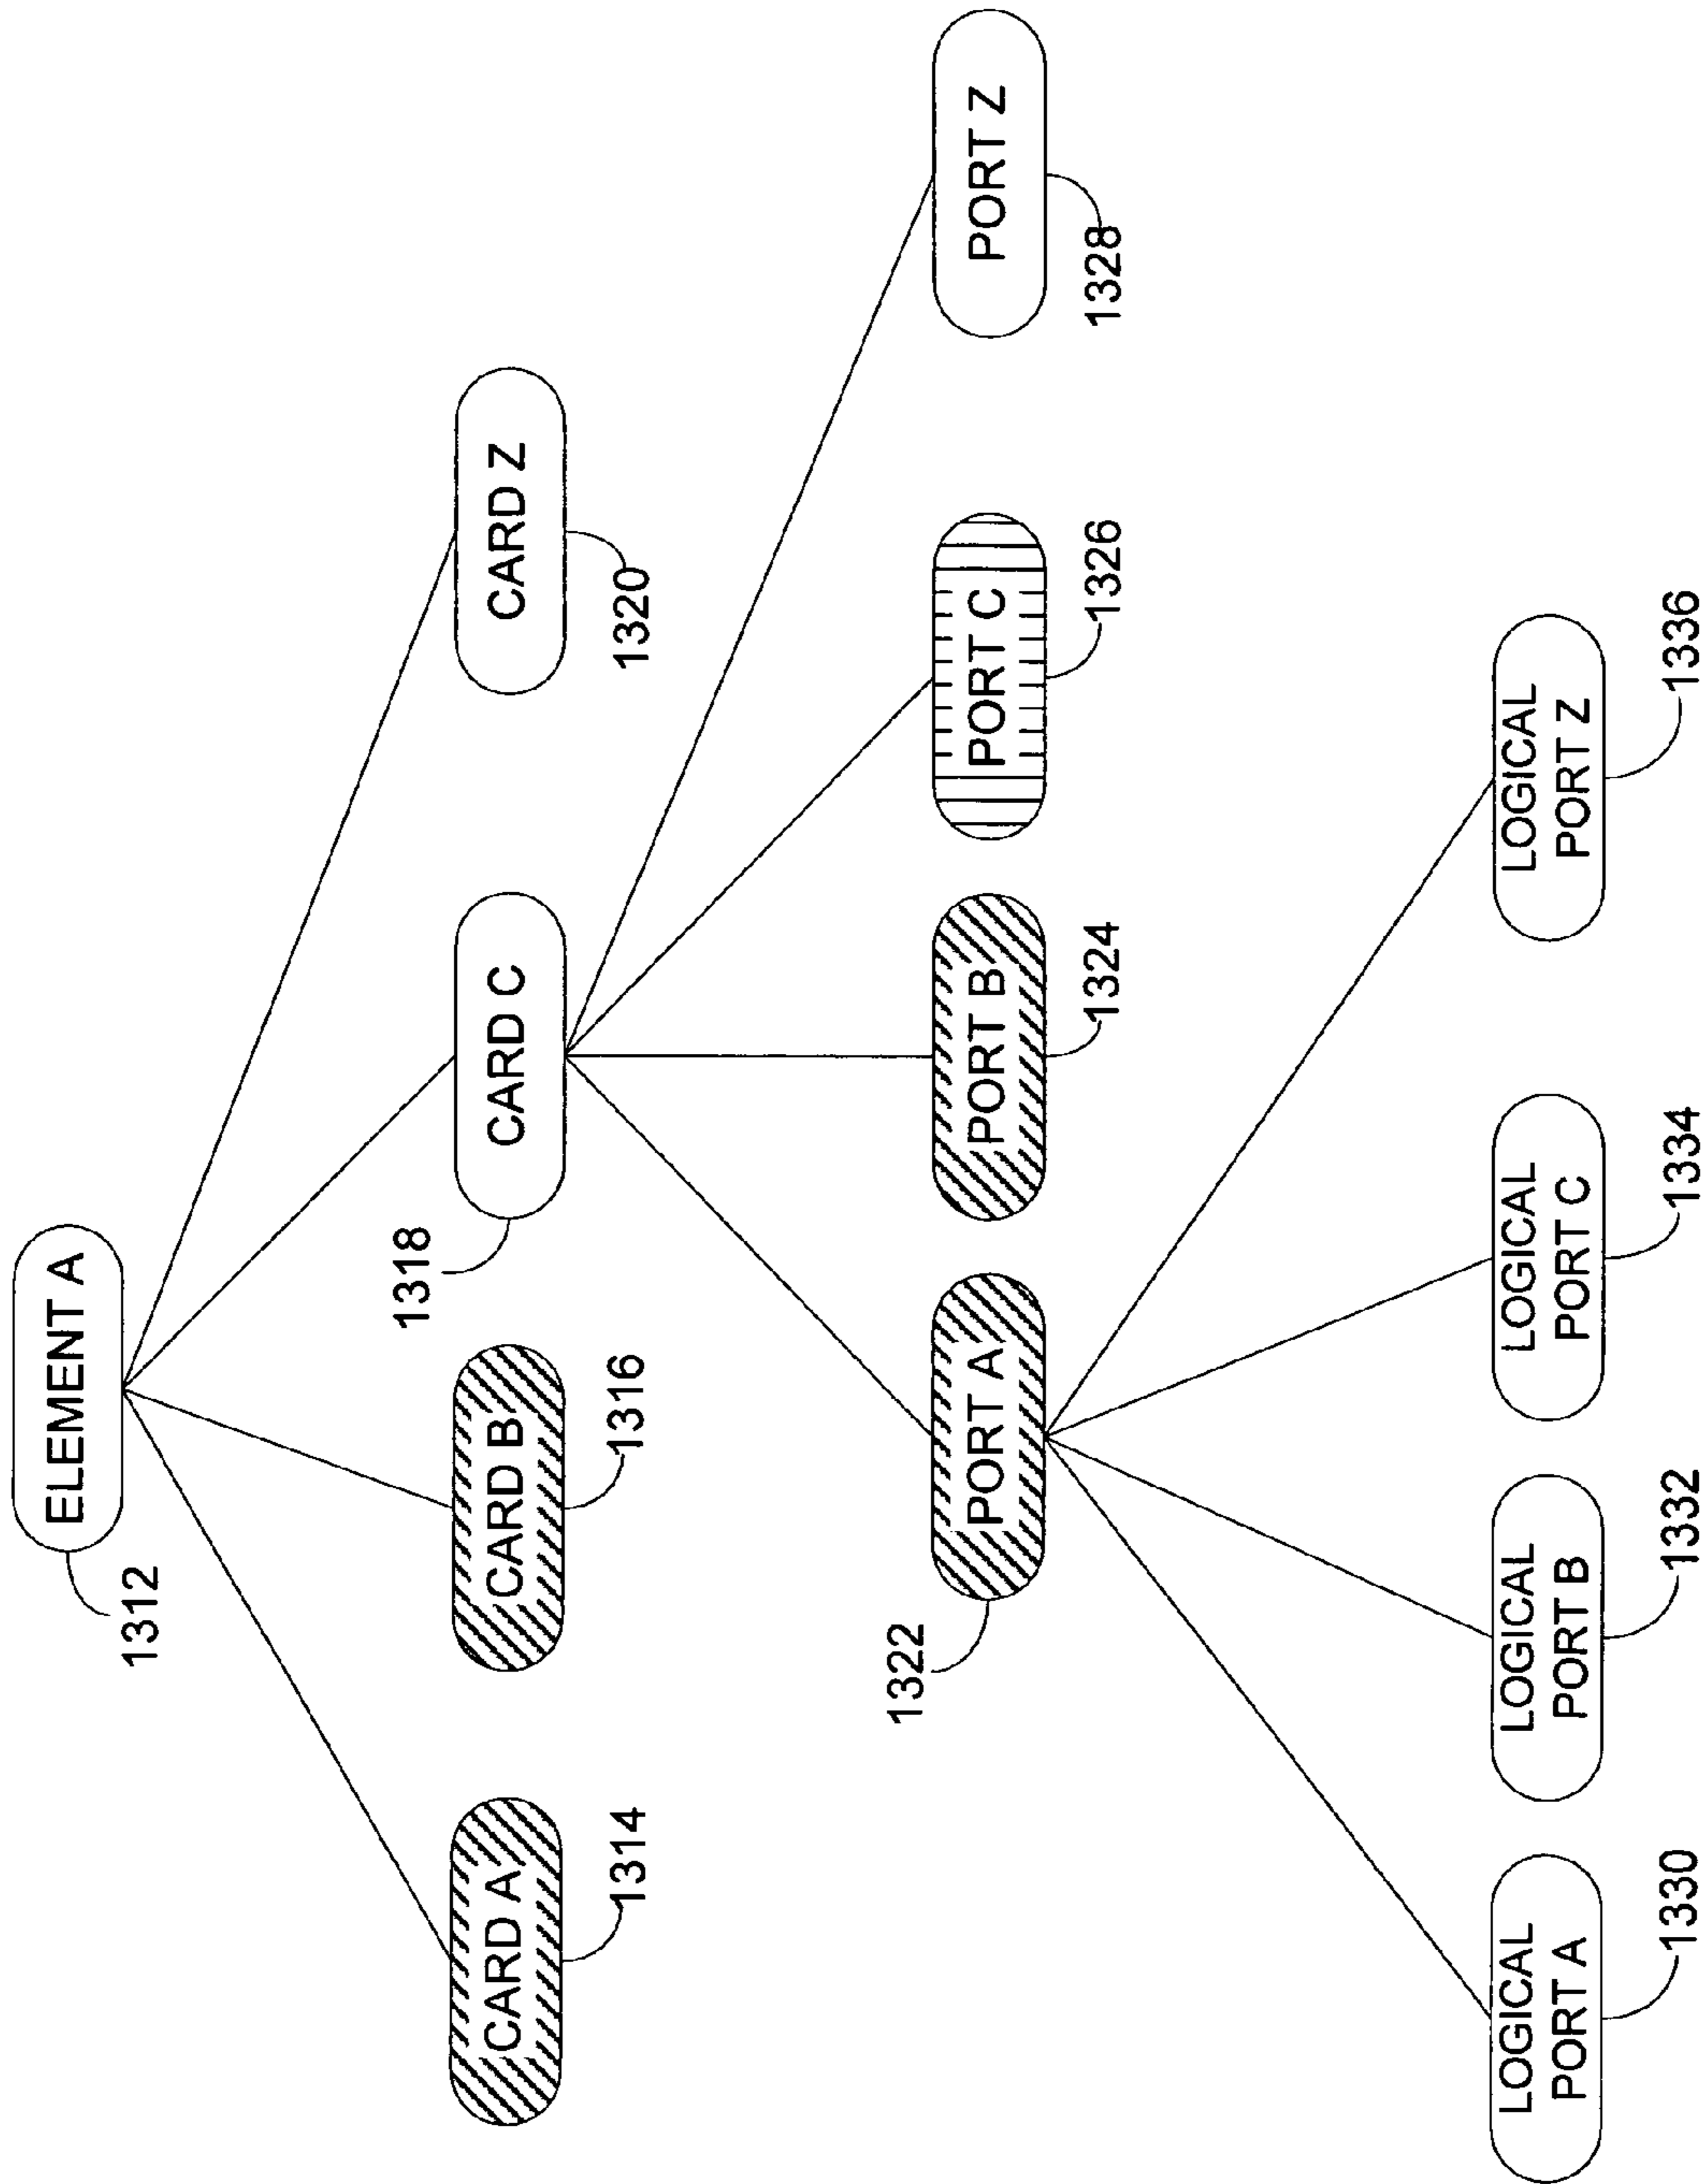 ELEMENT A
1312
CARD A
1314
CARD B
1316
CARD C
1318
CARD Z
1320
PORT A
1322
PORT B
1324
PORT C
1326
PORT Z
1328
LOGICAL
PORT A
1330
LOGICAL
PORT B
1332
LOGICAL
PORT C
1334
LOGICAL
PORT Z
1336